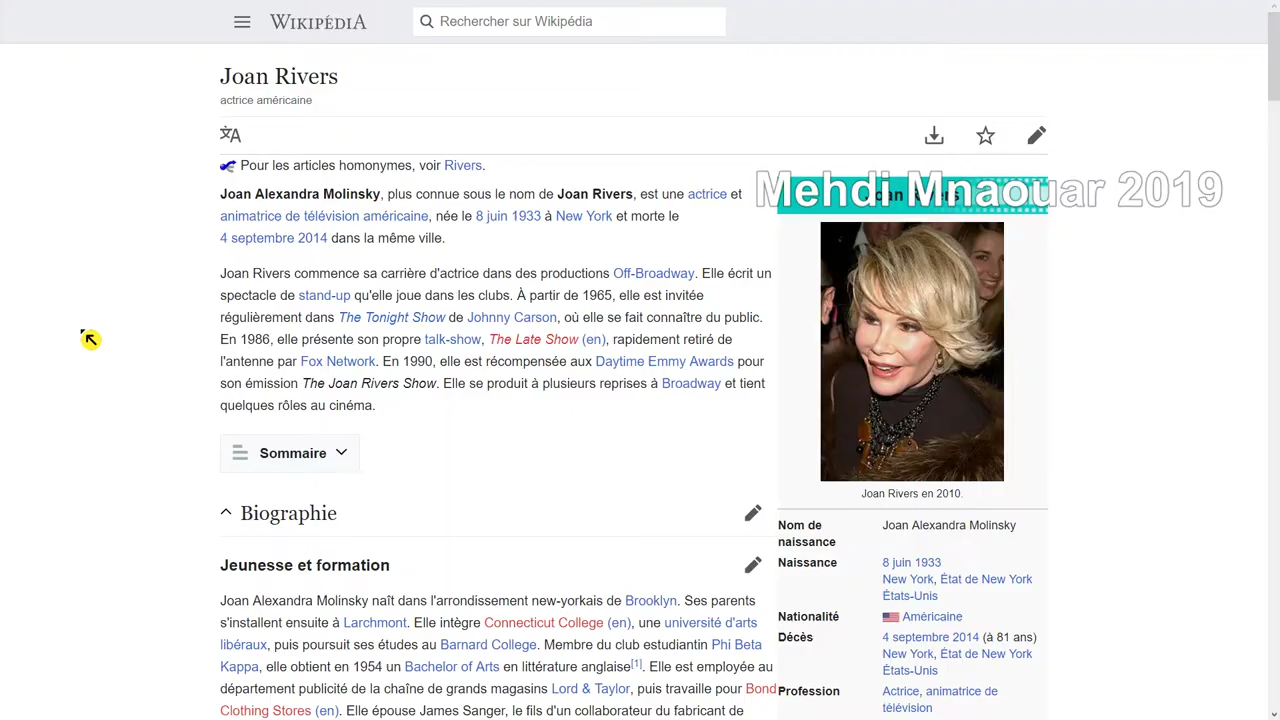 WIKIPÉDIA
Rechercher sur Wikipédia
Joan Rivers
actrice américaine
Pour les articles homonymes, voir Rivers.
Joan Alexandra Molinsky, plus connue sous le nom de Joan Rivers, est une actrice et
animatrice de télévision américaine, née le 8 juin 1933 à New York et morte le
4 septembre 2014 dans la même ville.
Joan Rivers commence sa carrière d'actrice dans des productions Off-Broadway. Elle écrit un
spectacle de stand-up qu'elle joue dans les clubs. À partir de 1965, elle est invitée
régulièrement dans The Tonight Show de Johnny Carson, où elle se fait connaître du public.
En 1986, elle présente son propre talk-show, The Late Show (en), rapidement retiré de
l'antenne par Fox Network. En 1990, elle est récompensée aux Daytime Emmy Awards pour
son émission The Joan Rivers Show. Elle se produit à plusieurs reprises à Broadway et tient
quelques rôles au cinéma.
Sommaire
Biographie
Jeunesse et formation
Joan Alexandra Molinsky naît dans l'arrondissement new-yorkais de Brooklyn. Ses parents
s'installent ensuite à Larchmont. Elle intègre Connecticut College (en), une université d'arts
libéraux, puis poursuit ses études au Barnard College. Membre du club estudiantin Phi Beta
Kappa, elle obtient en 1954 un Bachelor of Arts en littérature anglaise[1]. Elle est employée au
département publicité de la chaîne de grands magasins Lord & Taylor, puis travaille pour Bond
Clothing Stores (en). Elle épouse James Sanger, le fils d'un collaborateur du fabricant de
Mehdi Mnaouar 2019
Joan Rivers
Joan Rivers en 2010.
Nom de naissance Joan Alexandra Molinsky
Naissance 8 juin 1933
New York, État de New York
États-Unis
Nationalité Américaine
Décès 4 septembre 2014 (à 81 ans)
New York, État de New York
États-Unis
Profession Actrice, animatrice de
télévision